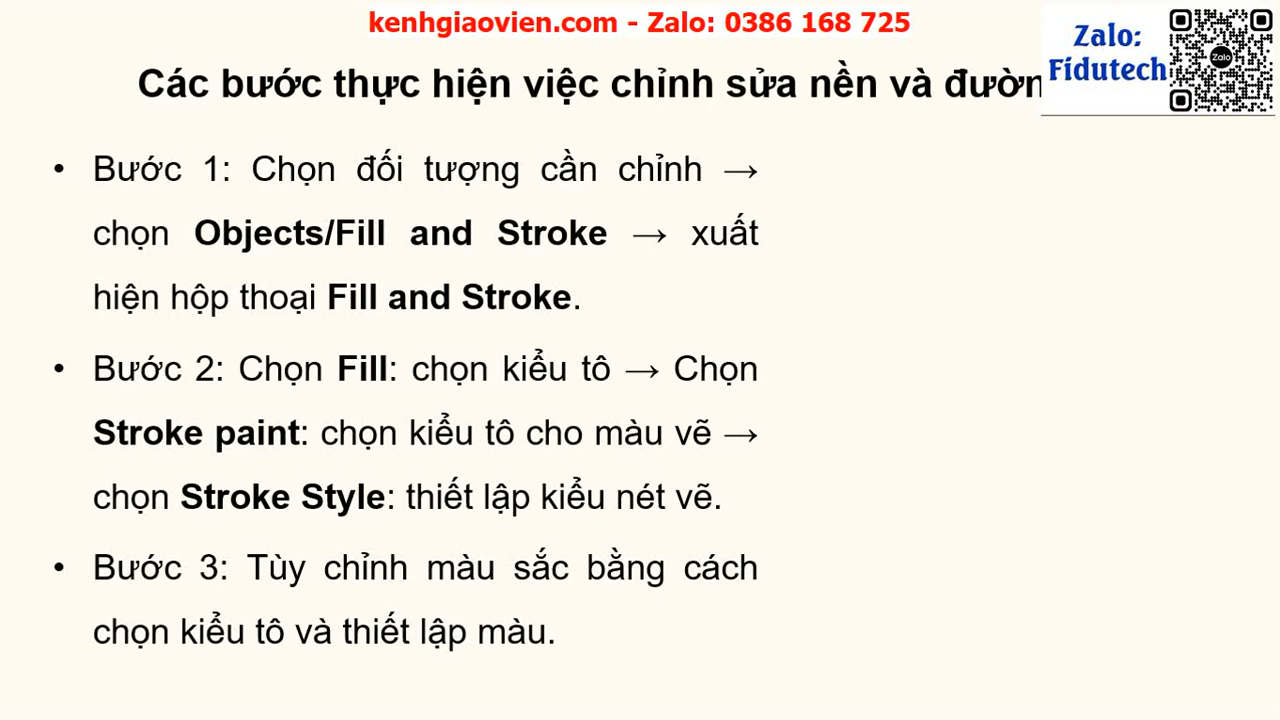 kenhgiaovien.com - Zalo: 0386 168 725
Zalo:
Fidutech
Zalo
Các bước thực hiện việc chỉnh sửa nền và
• Bước 1: Chọn đối tượng cần chỉnh →
chọn Objects/Fill and Stroke → xuất
hiện hộp thoại Fill and Stroke.
• Bước 2: Chọn Fill: chọn kiểu tô → Chọn
Stroke paint: chọn kiểu tô cho màu vẽ →
chọn Stroke Style: thiết lập kiểu nét vẽ.
• Bước 3: Tùy chỉnh màu sắc bằng cách
chọn kiểu tô và thiết lập màu.